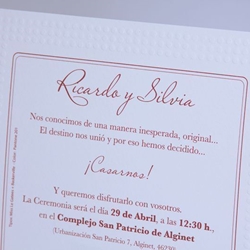 Ricardo y Silvia
Nos conocimos de una manera inesperada, original...
El destino nos unió y por eso hemos decidido...
¡Casarnos!
Y queremos disfrutarlo con vosotros.
La Ceremonia será el día 29 de Abril, a las 12:30 h.,
en el Complejo San Patricio de Alginet
(Urbanización San Patricio 7, Alginet, 46230)